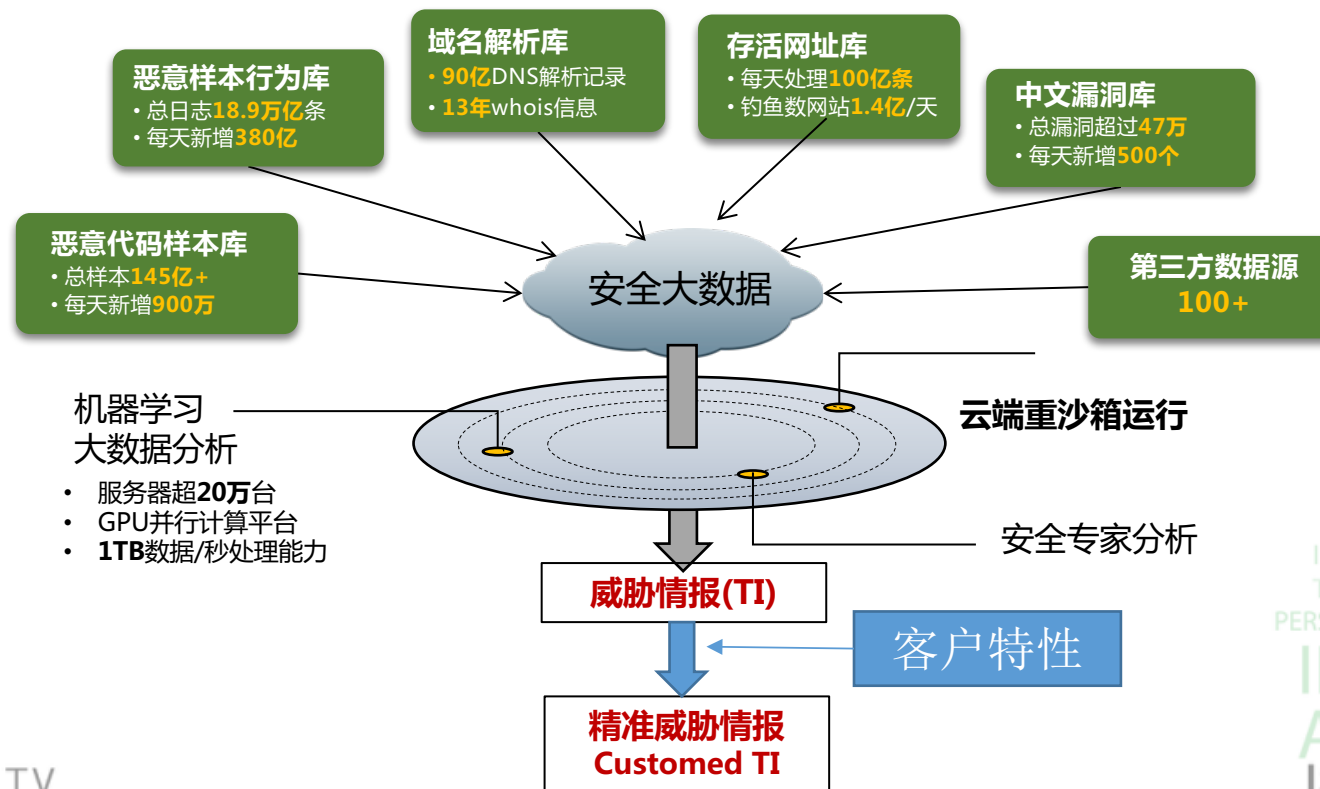 域名解析库
• 90亿DNS解析记录
• 13年whois信息
存活网址库
• 每天处理100亿条
• 钓鱼数网站1.4亿/天
恶意样本行为库
• 总日志18.9万亿条
• 每天新增380亿
中文漏洞库
• 总漏洞超过47万
• 每天新增500个
恶意代码样本库
• 总样本145亿+
• 每天新增900万
安全大数据
第三方数据源
100+
机器学习
大数据分析
• 服务器超20万台
• GPU并行计算平台
• 1TB数据/秒处理能力
云端重沙箱运行
安全专家分析
威胁情报(TI)
客户特性
精准威胁情报
Customed TI
TV